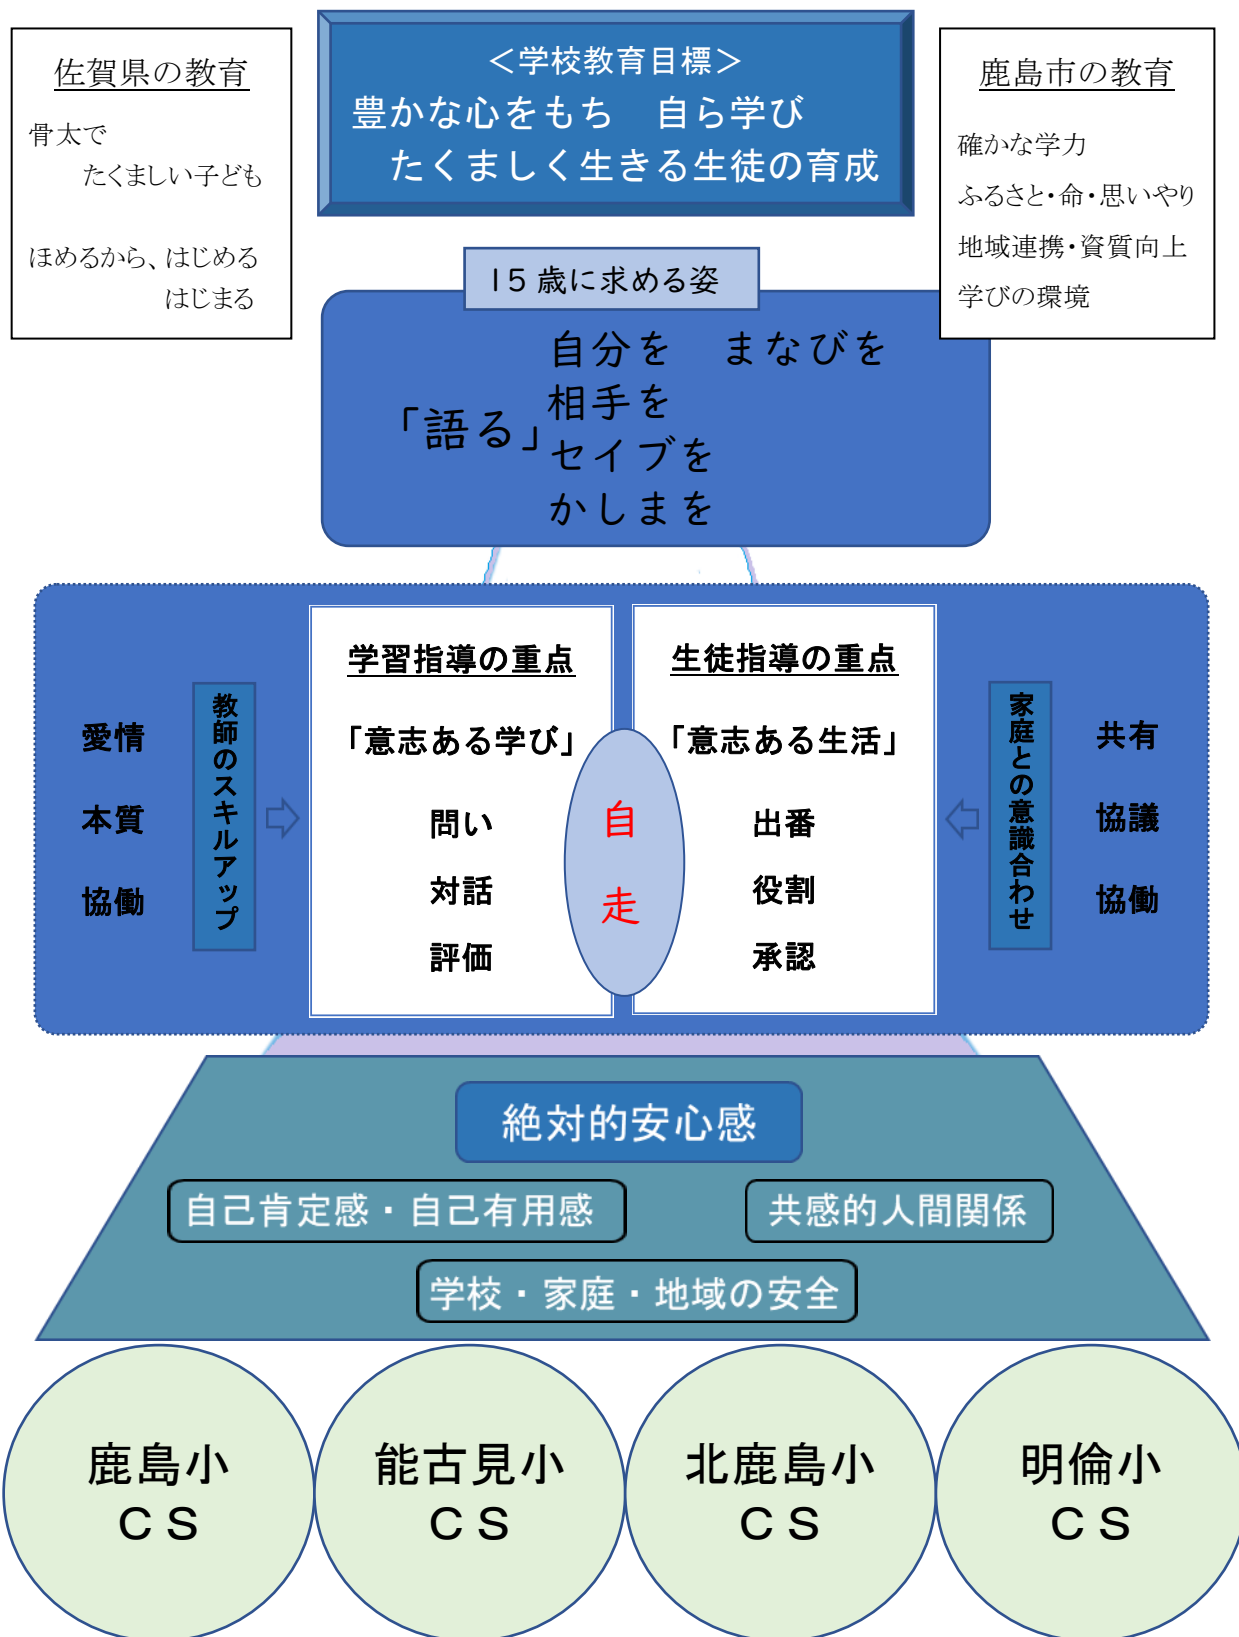 佐賀県の教育
骨太で
たくましい子ども
ほめるから、はじめる
はじまる
＜学校教育目標＞
豊かな心をもち　自ら学び
たくましく生きる生徒の育成
鹿島市の教育
確かな学力
ふるさと・命・思いやり
地域連携・資質向上
学びの環境
15歳に求める姿
「語る」
自分を　まなびを
相手を
セイブを
かしまを
愛情
本質
協働
教師のスキルアップ
学習指導の重点
「意志ある学び」
問い
対話
評価
自走
生徒指導の重点
「意志ある生活」
出番
役割
承認
家庭との意識合わせ
共有
協議
協働
絶対的安心感
自己肯定感・自己有用感
共感的人間関係
学校・家庭・地域の安全
鹿島小
ＣＳ
能古見小
ＣＳ
北鹿島小
ＣＳ
明倫小
ＣＳ